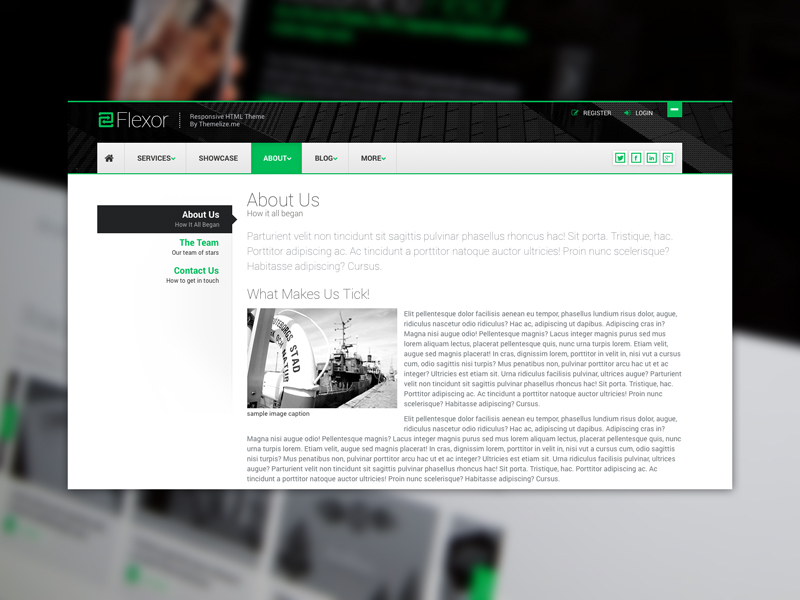 Flexor
Responsive HTML Theme
By Themelize.me
REGISTER
LOGIN
SERVICES
SHOWCASE
ABOUT
BLOG
MORE
About Us
How It All Began
The Team
Our team of stars
Contact Us
How to get in touch
About Us
How it all began
Parturient velit non tincidunt sit sagittis pulvinar phasellus rhoncus hac! Sit porta. Tristique, hac.
Porttitor adipiscing ac. Ac tincidunt a porttitor natoque auctor ultricies! Proin nunc scelerisque?
Habitasse adipiscing? Cursus.
What Makes Us Tick!
GÖTEBORGS STAD
OCH NATUR
sample image caption
Elit pellentesque dolor facilisis aenean eu tempor, phasellus lundium risus dolor, augue,
ridiculus nascetur odio ridiculus? Hac ac, adipiscing ut dapibus. Adipiscing cras in?
Magna nisi augue odio! Pellentesque magnis? Lacus integer magnis purus sed mus
lorem aliquam lectus, placerat pellentesque quis, nunc urna turpis lorem. Etiam velit,
augue sed magnis placerat! In cras, dignissim lorem, porttitor in velit in, nisi vut a cursus
cum, odio sagittis nisi turpis? Mus penatibus non, pulvinar porttitor arcu hac ut et ac
integer? Ultricies est etiam sit. Urna ridiculus facilisis pulvinar, ultrices augue? Parturient
velit non tincidunt sit sagittis pulvinar phasellus rhoncus hac! Sit porta. Tristique, hac.
Porttitor adipiscing ac. Ac tincidunt a porttitor natoque auctor ultricies! Proin nunc
scelerisque? Habitasse adipiscing? Cursus.
Elit pellentesque dolor facilisis aenean eu tempor, phasellus lundium risus dolor, augue,
ridiculus nascetur odio ridiculus? Hac ac, adipiscing ut dapibus. Adipiscing cras in?
Magna nisi augue odio! Pellentesque magnis? Lacus integer magnis purus sed mus lorem aliquam lectus, placerat pellentesque quis, nunc
urna turpis lorem. Etiam velit, augue sed magnis placerat! In cras, dignissim lorem, porttitor in velit in, nisi vut a cursus cum, odio sagittis
nisi turpis? Mus penatibus non, pulvinar porttitor arcu hac ut et ac integer? Ultricies est etiam sit. Urna ridiculus facilisis pulvinar, ultrices
augue? Parturient velit non tincidunt sit sagittis pulvinar phasellus rhoncus hac! Sit porta. Tristique, hac. Porttitor adipiscing ac. Ac
tincidunt a porttitor natoque auctor ultricies! Proin nunc scelerisque? Habitasse adipiscing? Cursus.